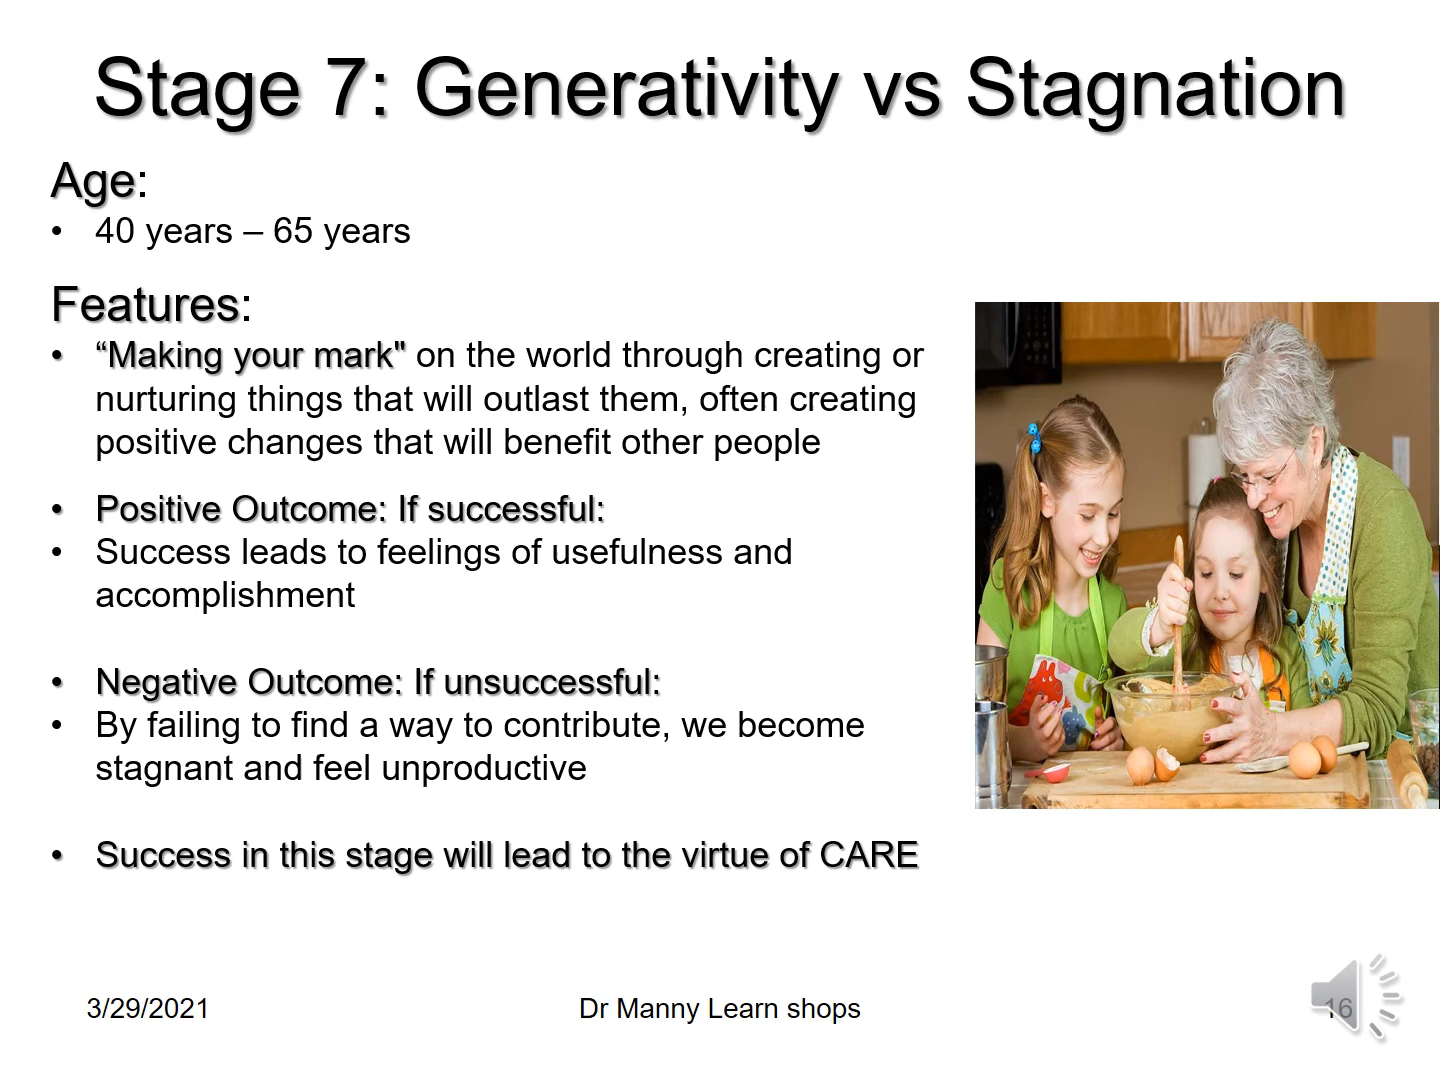 Stage 7: Generativity vs Stagnation
Age:
• 40 years – 65 years
Features:
• “Making your mark" on the world through creating or
nurturing things that will outlast them, often creating
positive changes that will benefit other people
• Positive Outcome: If successful:
• Success leads to feelings of usefulness and
accomplishment
• Negative Outcome: If unsuccessful:
• By failing to find a way to contribute, we become
stagnant and feel unproductive
• Success in this stage will lead to the virtue of CARE
3/29/2021
Dr Manny Learn shops
16